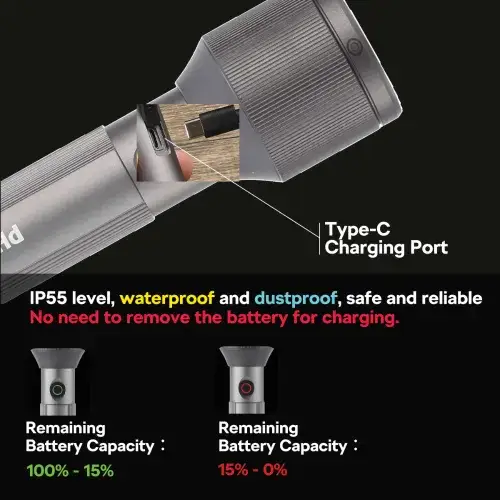 Type-C
Charging Port
IP55 level, waterproof and dustproof, safe and reliable
No need to remove the battery for charging.
Remaining
Battery Capacity：
100% - 15%
Remaining
Battery Capacity：
15% - 0%